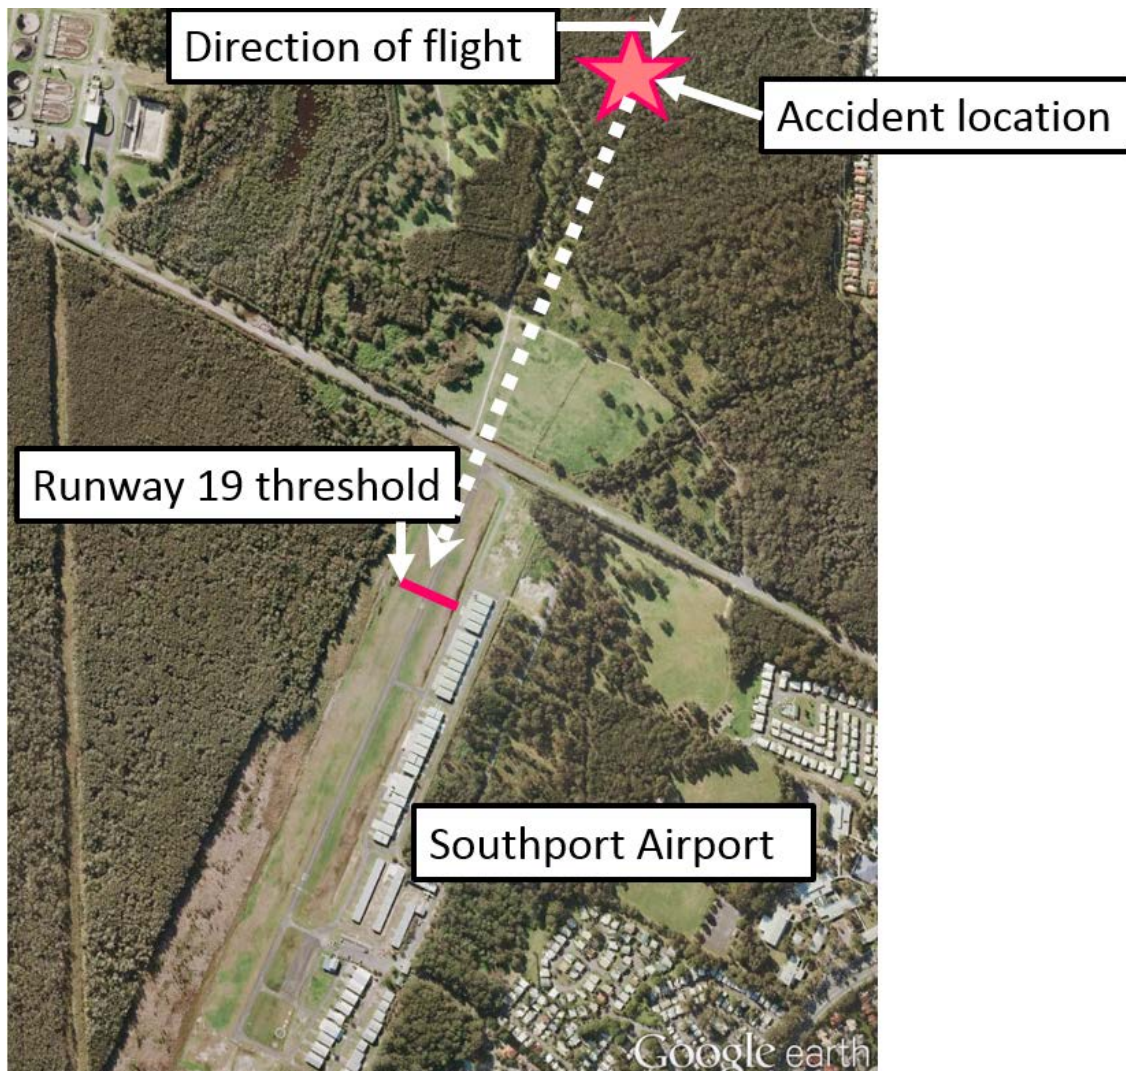 Direction of flight
Accident location
Runway 19 threshold
Southport Airport
Google earth